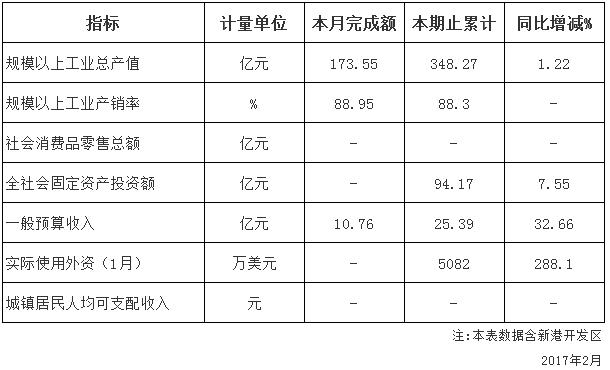 指标 计量单位 本月完成额 本期止累计 同比增减%
规模以上工业总产值 亿元 173.55 348.27 1.22
规模以上工业产销率 % 88.95 88.3 -
社会消费品零售总额 亿元 - - -
全社会固定资产投资额 亿元 - 94.17 7.55
一般预算收入 亿元 10.76 25.39 32.66
实际使用外资（1月） 万美元 - 5082 288.1
城镇居民人均可支配收入 元 - - -
注:本表数据含新港开发区
2017年2月